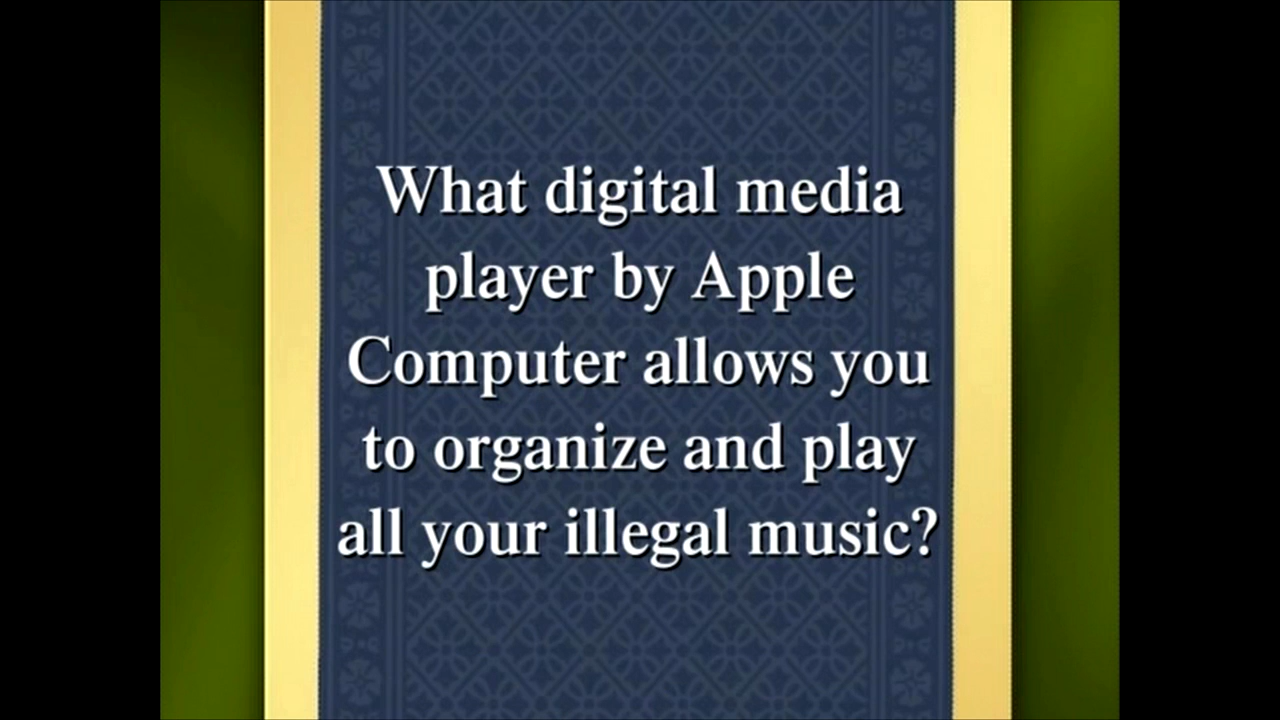 What digital media
player by Apple
Computer allows you
to organize and play
all your illegal music?